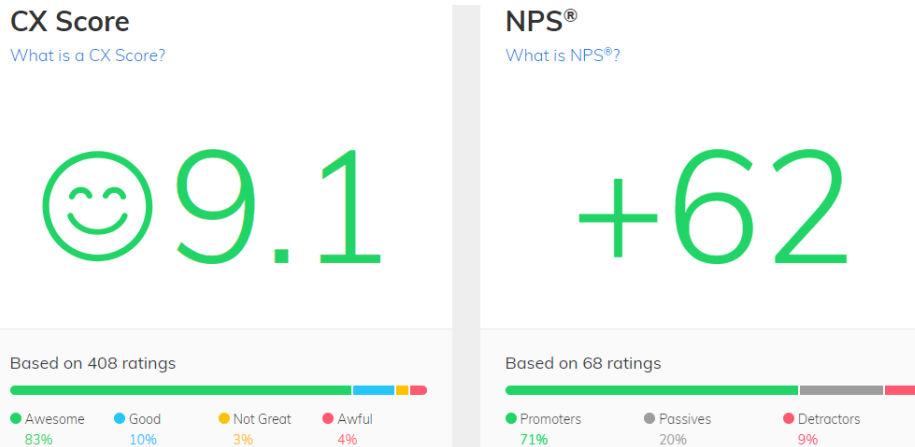 CX Score
What is a CX Score?
9.1
Based on 408 ratings
Awesome Good Not Great Awful
83% 10% 3% 4%
NPS®
What is NPS®?
+62
Based on 68 ratings
Promoters Passives Detractors
71% 20% 9%